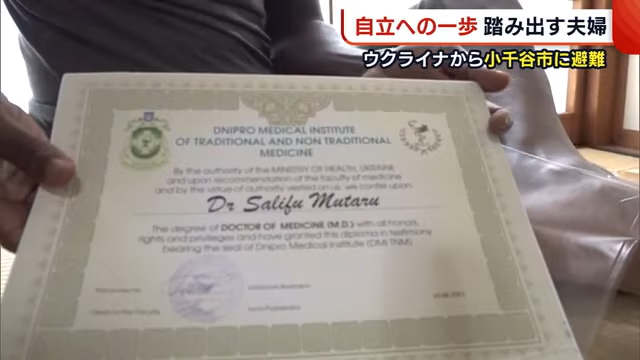 自立への一歩 踏み出す夫婦
ウクライナから小千谷市に避難
DNIPRO MEDICAL INSTITUTE
OF TRADITIONAL AND NON TRADITIONAL
MEDICINE
By the authority of the MINISTRY OF HEALTH, UKRAINE
and upon recommendation of the faculty of medicine
and by the virtue of authority vested on us, we confer upon
Dr Salifu Mutaru
The degree of DOCTOR OF MEDICINE (M.D.) with all honors,
rights and privileges and have granted this diploma in testimony
bearing the seal of Dnipro Medical Institute (DMITNM)